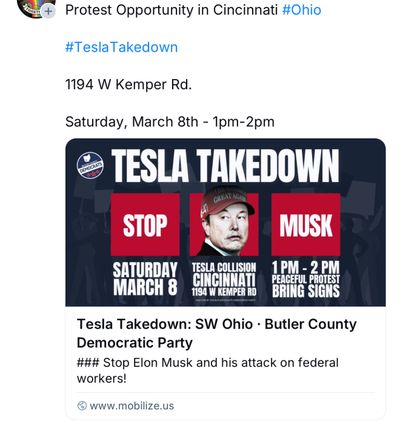 Protest Opportunity in Cincinnati #Ohio
#TeslaTakedown
1194 W Kemper Rd.
Saturday, March 8th - 1pm-2pm
TESLA TAKEDOWN
STOP
MUSK
SATURDAY
MARCH 8
TESLA COLLISION
CINCINNATI
1194 W KEMPER RD
1 PM - 2 PM
PEACEFUL PROTEST
BRING SIGNS
Tesla Takedown: SW Ohio · Butler County
Democratic Party
### Stop Elon Musk and his attack on federal
workers!
www.mobilize.us